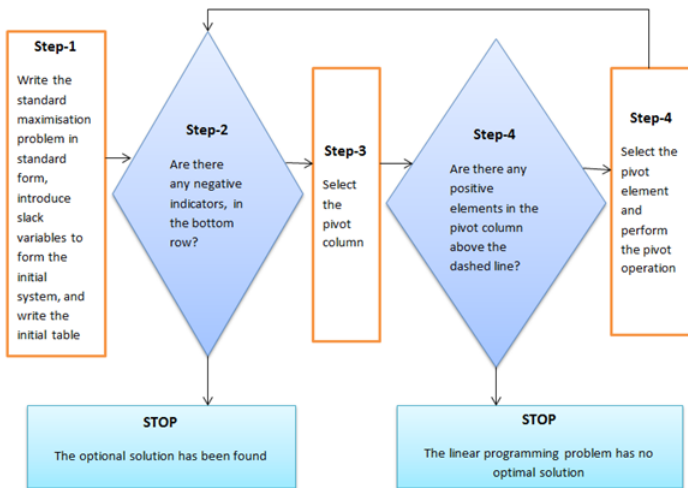 Step-1
Write the
standard
maximisation
problem in
standard
form,
introduce
slack
variables to
form the
initial
system, and
write the
initial table
Step-2
Are there
any negative
indicators, in
the bottom
row?
Step-3
Select
the
pivot
column
Step-4
Are there any
positive
elements in the
pivot column
above the
dashed line?
Step-4
Select the
pivot
element
and
perform
the pivot
operation
STOP
The optional solution has been found
STOP
The linear programming problem has no
optimal solution